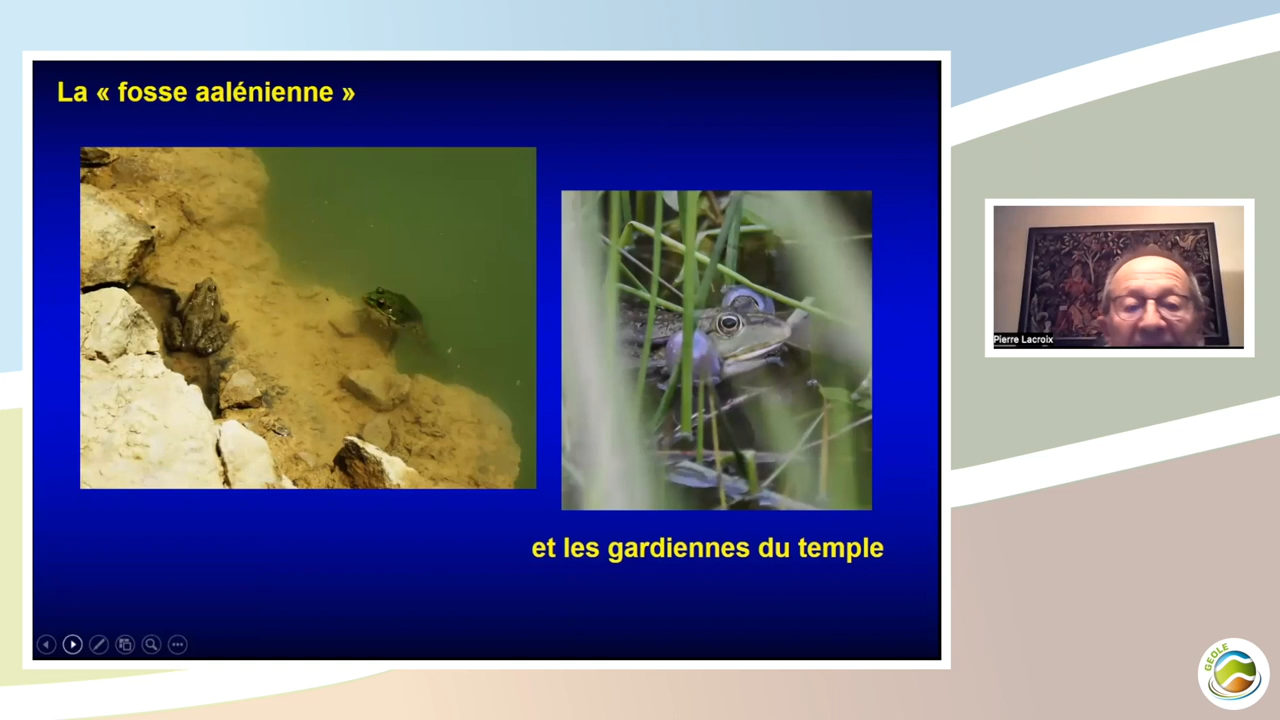 La « fosse aalénienne »
et les gardiennes du temple
Pierre Lacroix
GEOLE